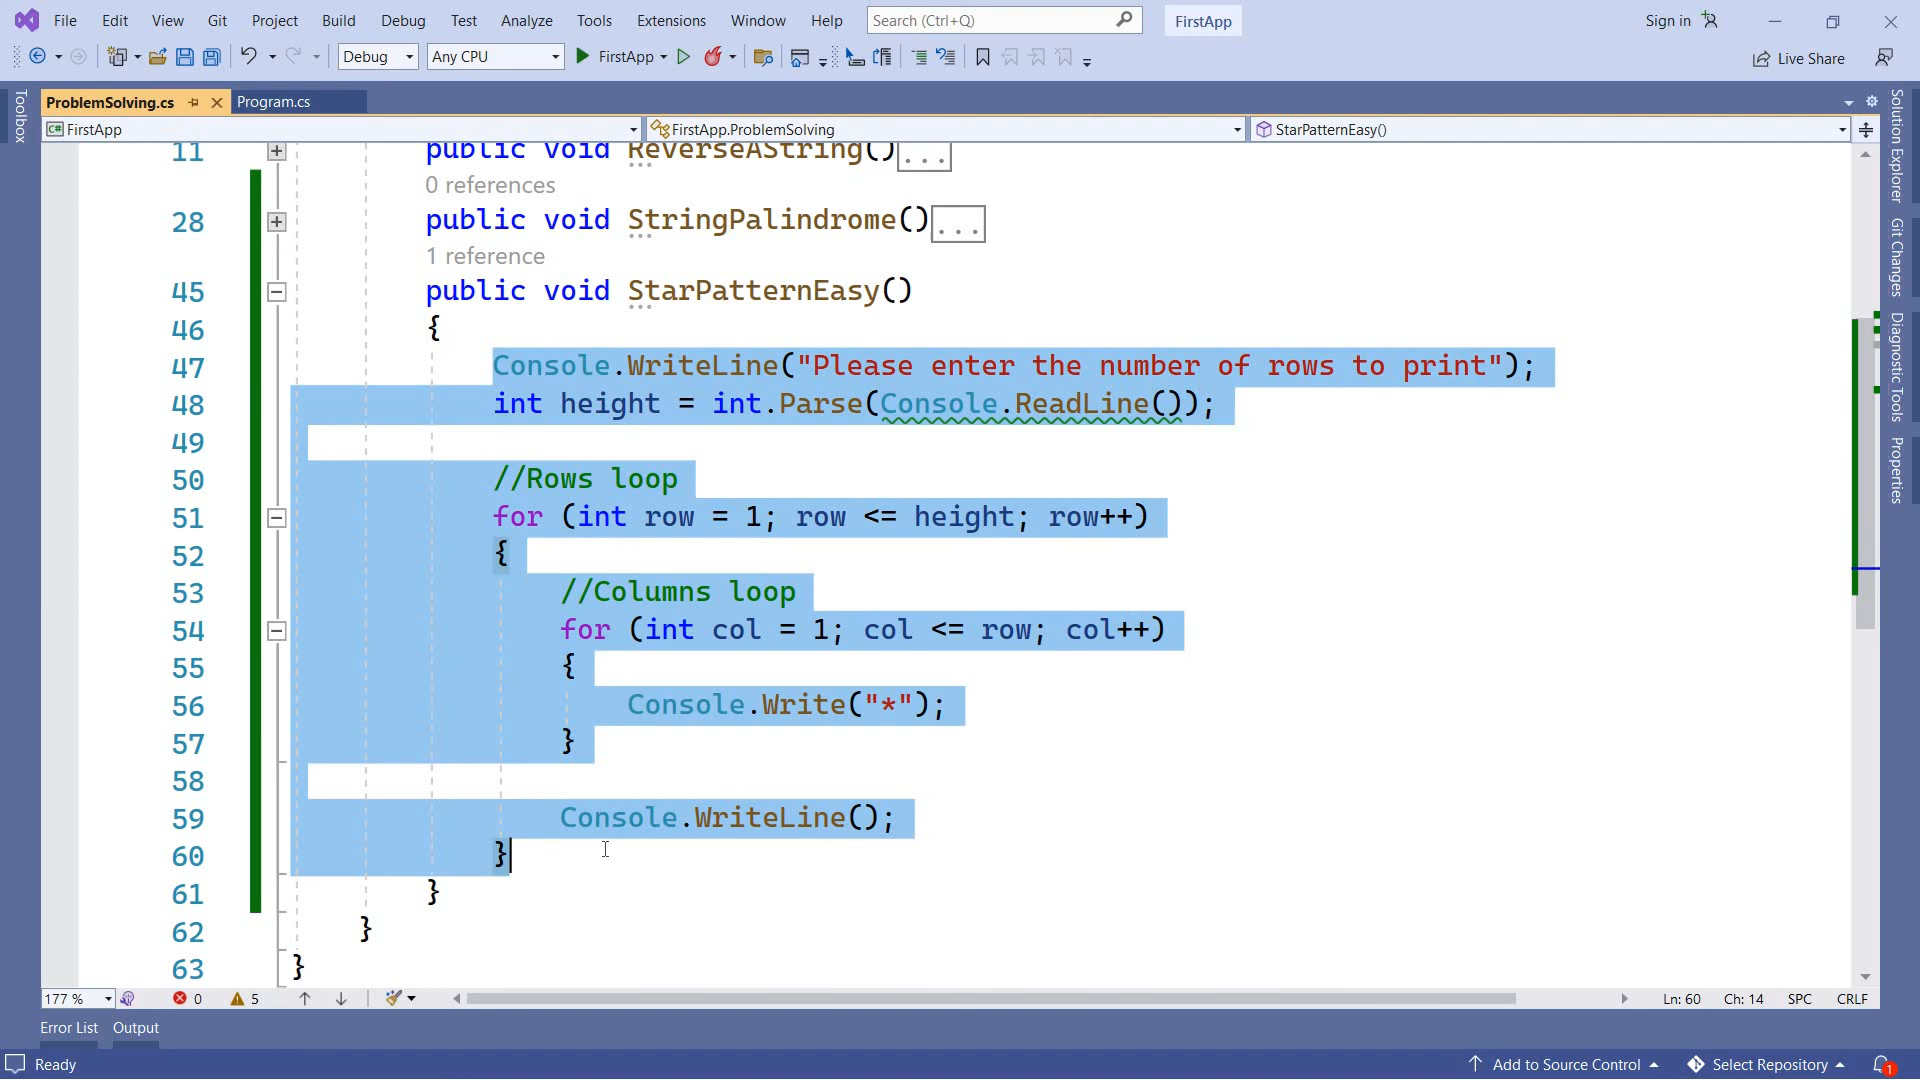 File Edit View Git Project Build Debug Test Analyze Tools Extensions Window Help Search (Ctrl+Q) FirstApp Sign in
Debug Any CPU FirstApp Live Share
Toolbox
ProblemSolving.cs Program.cs
FirstApp FirstApp.ProblemSolving StarPatternEasy()
11 public void ReverseAString()...
0 references
28 public void StringPalindrome()...
1 reference
45 public void StarPatternEasy()
46 {
47 Console.WriteLine("Please enter the number of rows to print");
48 int height = int.Parse(Console.ReadLine());
49
50 //Rows loop
51 for (int row = 1; row <= height; row++)
52 {
53 //Columns loop
54 for (int col = 1; col <= row; col++)
55 {
56 Console.Write("*");
57 }
58
59 Console.WriteLine();
60 }
61 }
62 }
63 }
Solution Explorer
Git Changes
Diagnostic Tools
Properties
177 % 0 5 Ln: 60 Ch: 14 SPC CRLF
Error List Output
Ready Add to Source Control Select Repository 1